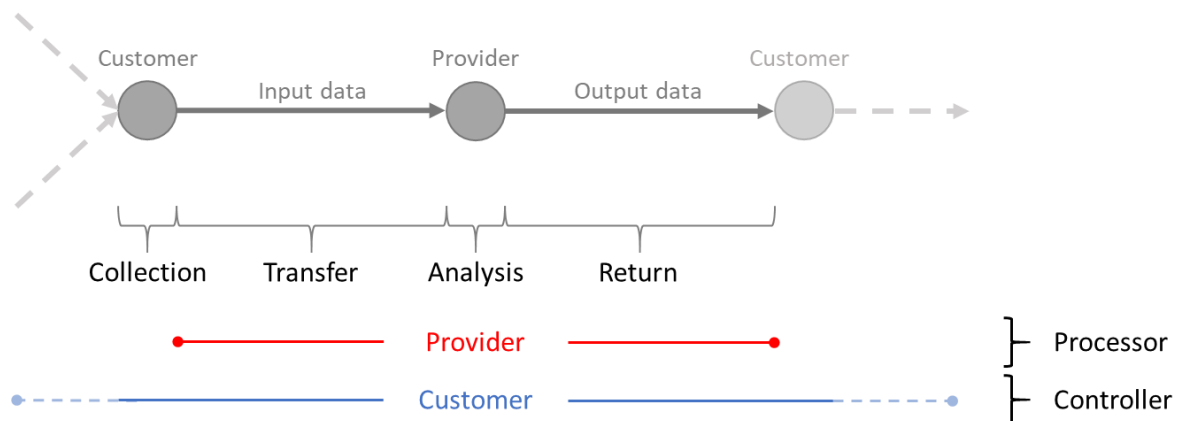 Customer
Provider
Customer
Input data
Output data
Collection
Transfer
Analysis
Return
Provider
Processor
Customer
Controller